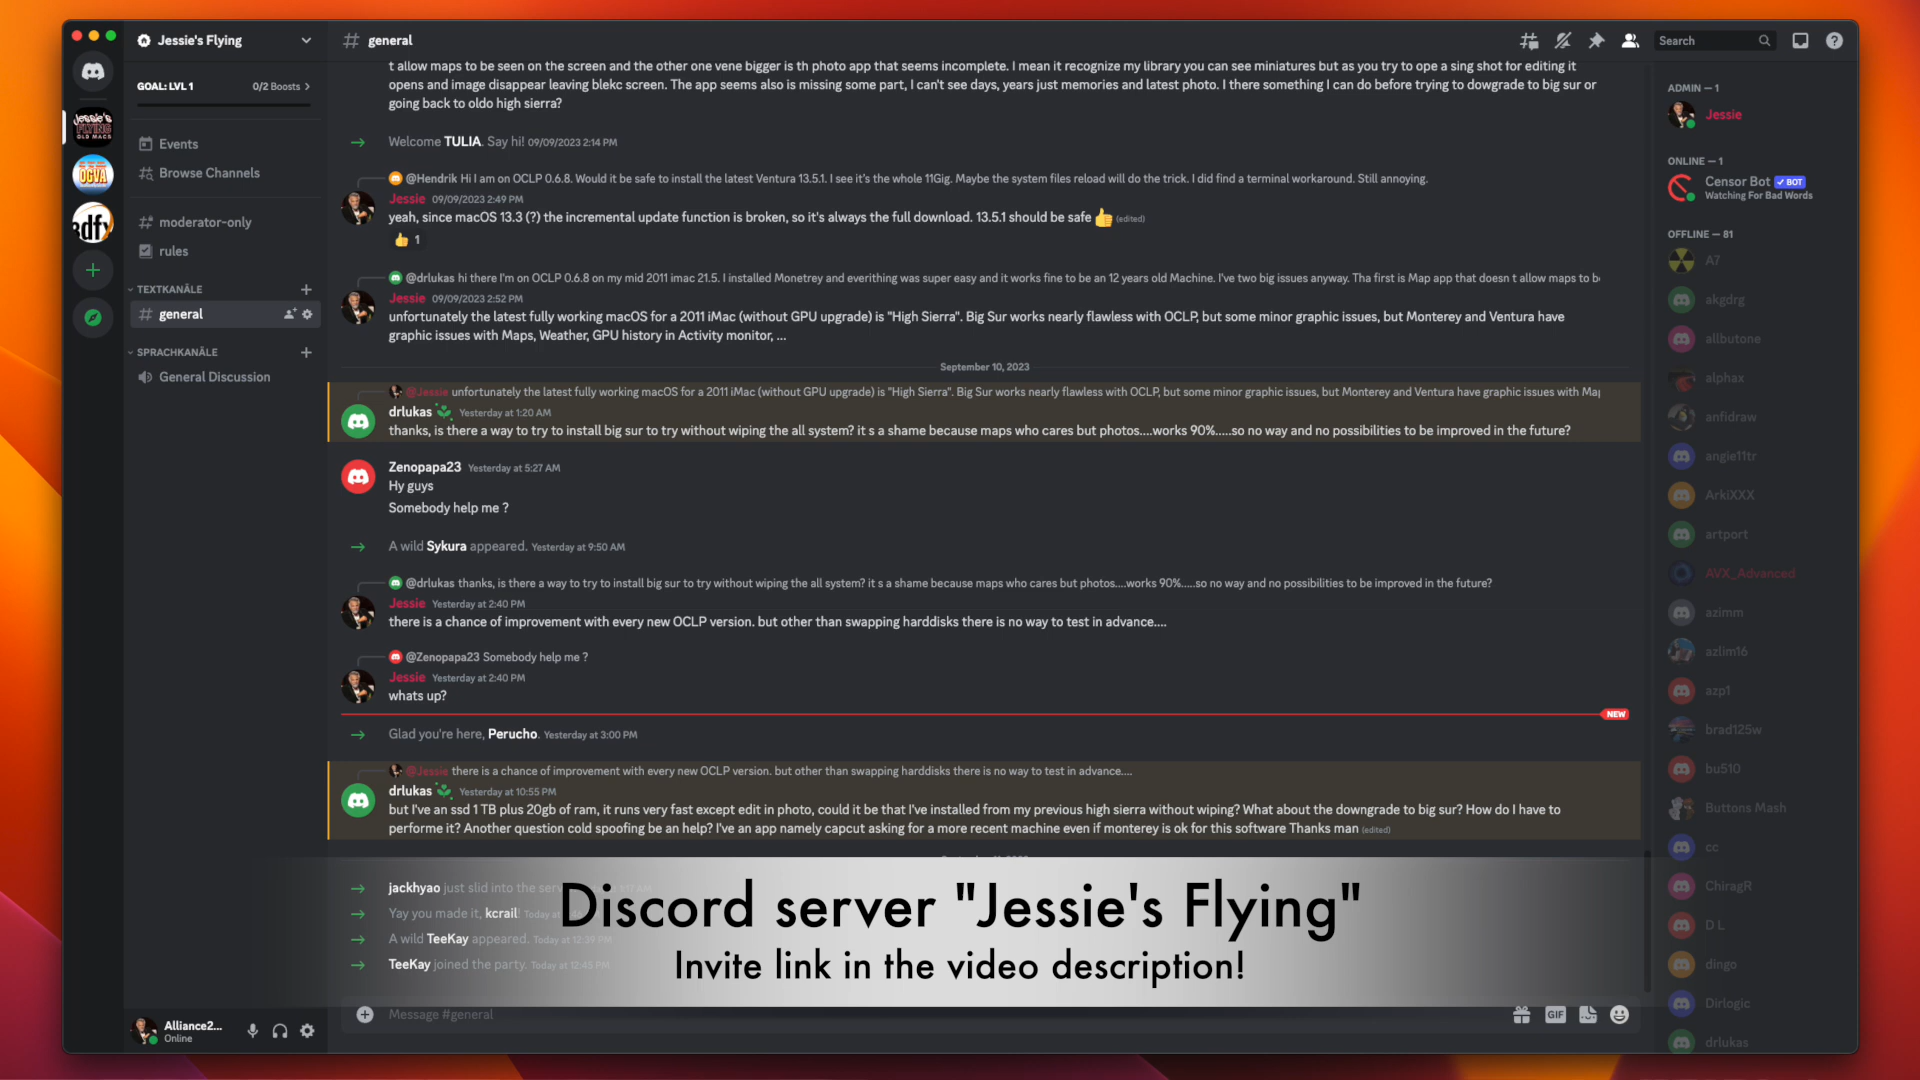 Jessie's Flying
GOAL: LVL 1
0/2 Boosts
Events
Browse Channels
moderator-only
rules
TEXTKANÄLE
general
SPRACHKANÄLE
General Discussion
Alliance2...
Online
Jessie's
FLYING
OLD MACS
OGVA
3dfx
general
Search
t allow maps to be seen on the screen and the other one vene bigger is th photo app that seems incomplete. I mean it recognize my library you can see miniatures but as you try to ope a sing shot for editing it
opens and image disappear leaving blekc screen. The app seems also is missing some part, I can't see days, years just memories and latest photo. I there something I can do before trying to dowgrade to big sur or
going back to oldo high sierra?
Welcome TULIA. Say hi! 09/09/2023 2:14 PM
@Hendrik Hi I am on OCLP 0.6.8. Would it be safe to install the latest Ventura 13.5.1. I see it's the whole 11Gig. Maybe the system files reload will do the trick. I did find a terminal workaround. Still annoying.
Jessie 09/09/2023 2:49 PM
yeah, since macOS 13.3 (?) the incremental update function is broken, so it's always the full download. 13.5.1 should be safe 👍 (edited)
👍 1
@drlukas hi there I'm on OCLP 0.6.8 on my mid 2011 imac 21.5. I installed Monetrey and everithing was super easy and it works fine to be an 12 years old Machine. I've two big issues anyway. Tha first is Map app that doesn t allow maps to b
Jessie 09/09/2023 2:52 PM
unfortunately the latest fully working macOS for a 2011 iMac (without GPU upgrade) is "High Sierra". Big Sur works nearly flawless with OCLP, but some minor graphic issues, but Monterey and Ventura have
graphic issues with Maps, Weather, GPU history in Activity monitor, ...
September 10, 2023
@Jessie unfortunately the latest fully working macOS for a 2011 iMac (without GPU upgrade) is "High Sierra". Big Sur works nearly flawless with OCLP, but some minor graphic issues, but Monterey and Ventura have graphic issues with Map
drlukas Yesterday at 1:20 AM
thanks, is there a way to try to install big sur to try without wiping the all system? it s a shame because maps who cares but photos....works 90%.....so no way and no possibilities to be improved in the future?
Zenopapa23 Yesterday at 5:27 AM
Hy guys
Somebody help me ?
A wild Sykura appeared. Yesterday at 9:50 AM
@drlukas thanks, is there a way to try to install big sur to try without wiping the all system? it s a shame because maps who cares but photos....works 90%.....so no way and no possibilities to be improved in the future?
Jessie Yesterday at 2:40 PM
there is a chance of improvement with every new OCLP version. but other than swapping harddisks there is no way to test in advance....
@Zenopapa23 Somebody help me ?
Jessie Yesterday at 2:40 PM
whats up?
NEW
Glad you're here, Perucho. Yesterday at 3:00 PM
@Jessie there is a chance of improvement with every new OCLP version. but other than swapping harddisks there is no way to test in advance....
drlukas Yesterday at 10:55 PM
but I've an ssd 1 TB plus 20gb of ram, it runs very fast except edit in photo, could it be that I've installed from my previous high sierra without wiping? What about the downgrade to big sur? How do I have to
performe it? Another question cold spoofing be an help? I've an app namely capcut asking for a more recent machine even if monterey is ok for this software Thanks man (edited)
jackhyao just slid into the ser
Yay you made it, kcrail! Today at
A wild TeeKay appeared. Today at 12:39 PM
TeeKay joined the party. Today at 12:45 PM
Discord server "Jessie's Flying"
Invite link in the video description!
Message #general
GIF
ADMIN — 1
Jessie
ONLINE — 1
Censor Bot ✓ BOT
Watching For Bad Words
OFFLINE — 81
A7
akgdrg
allbutone
alphax
anfidraw
angie11tr
ArkiXXX
artport
AVX_Advanced
azimm
azlim16
azp1
brad125w
bu510
Buttons Mash
cc
ChiragR
D L
dingo
Dirlogic
drlukas